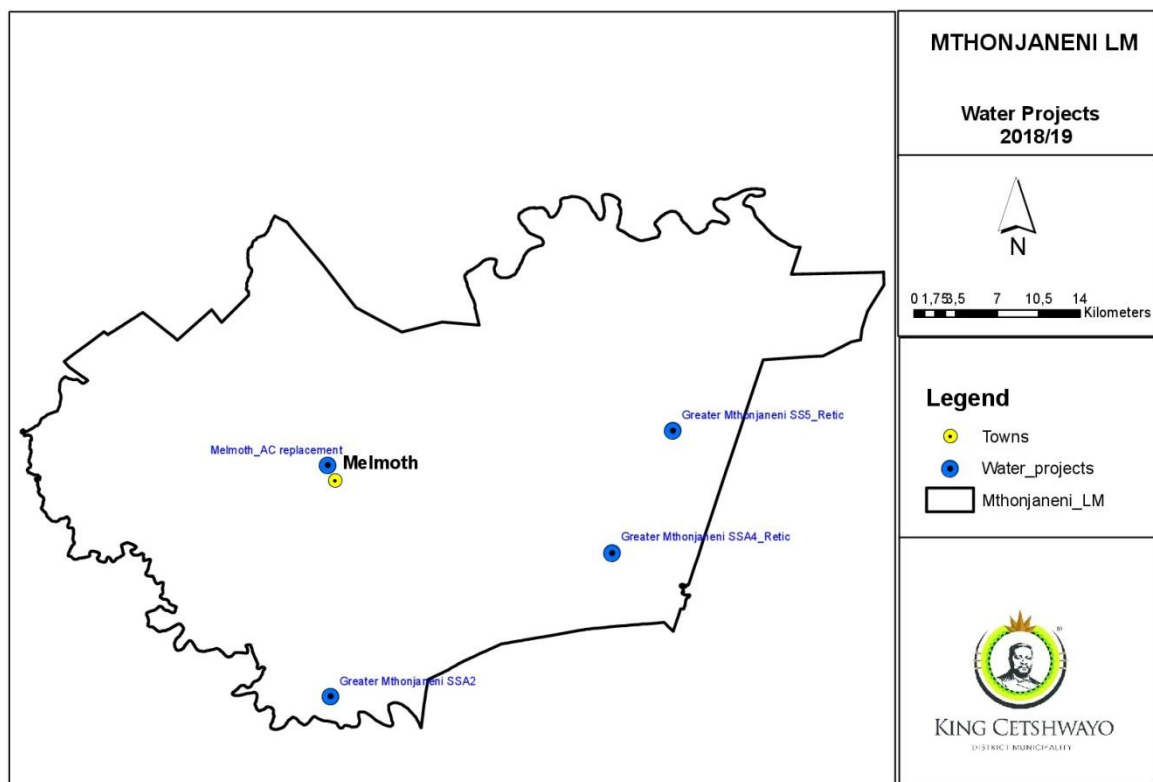 MTHONJANENI LM
Water Projects
2018/19
N
0 1,75 3,5 7 10,5 14
Kilometers
Legend
Towns
Water_projects
Mthonjaneni_LM
KING CETSHWAYO
DISTRICT MUNICIPALITY
Greater Mthonjaneni SS5_Retic
Melmoth_AC replacement
Melmoth
Greater Mthonjaneni SSA4_Retic
Greater Mthonjaneni SSA2